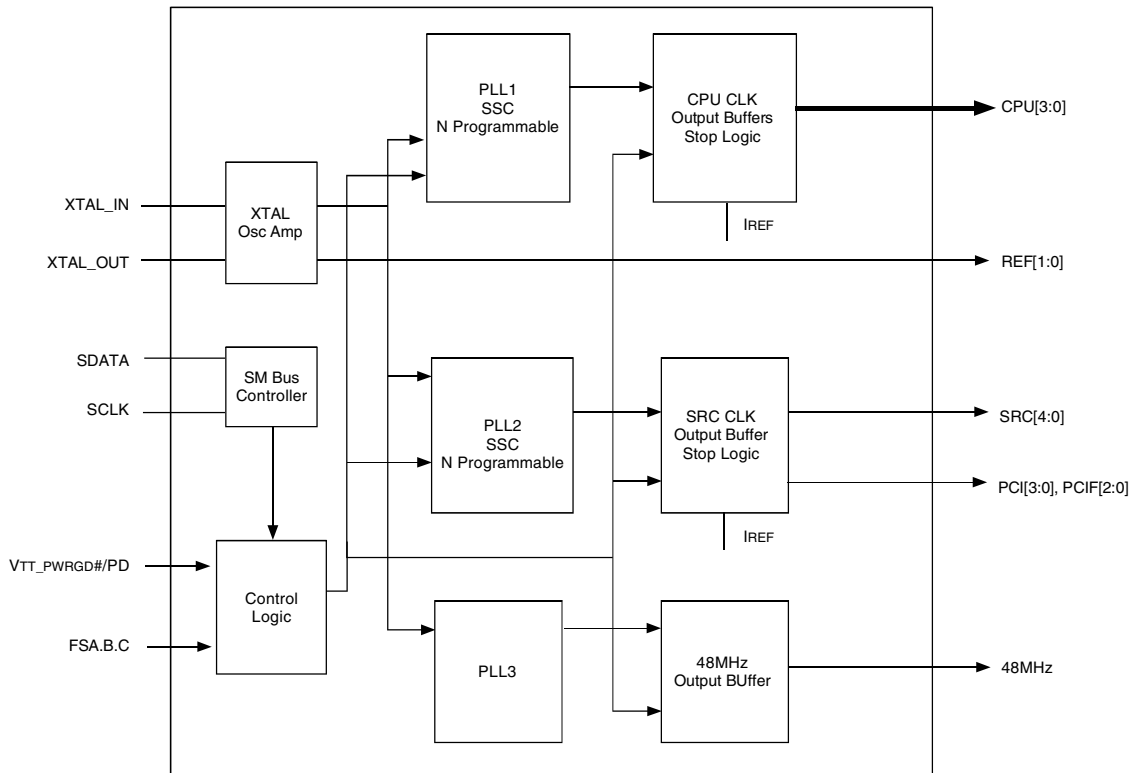 PLL1
SSC
N Programmable
CPU CLK
Output Buffers
Stop Logic
CPU[3:0]
IREF
XTAL_IN
XTAL_OUT
XTAL
Osc Amp
REF[1:0]
SDATA
SCLK
SM Bus
Controller
PLL2
SSC
N Programmable
SRC CLK
Output Buffer
Stop Logic
SRC[4:0]
PCI[3:0], PCIF[2:0]
IREF
VTT_PWRGD#/PD
FSA.B.C
Control
Logic
PLL3
48MHz
Output BUffer
48MHz